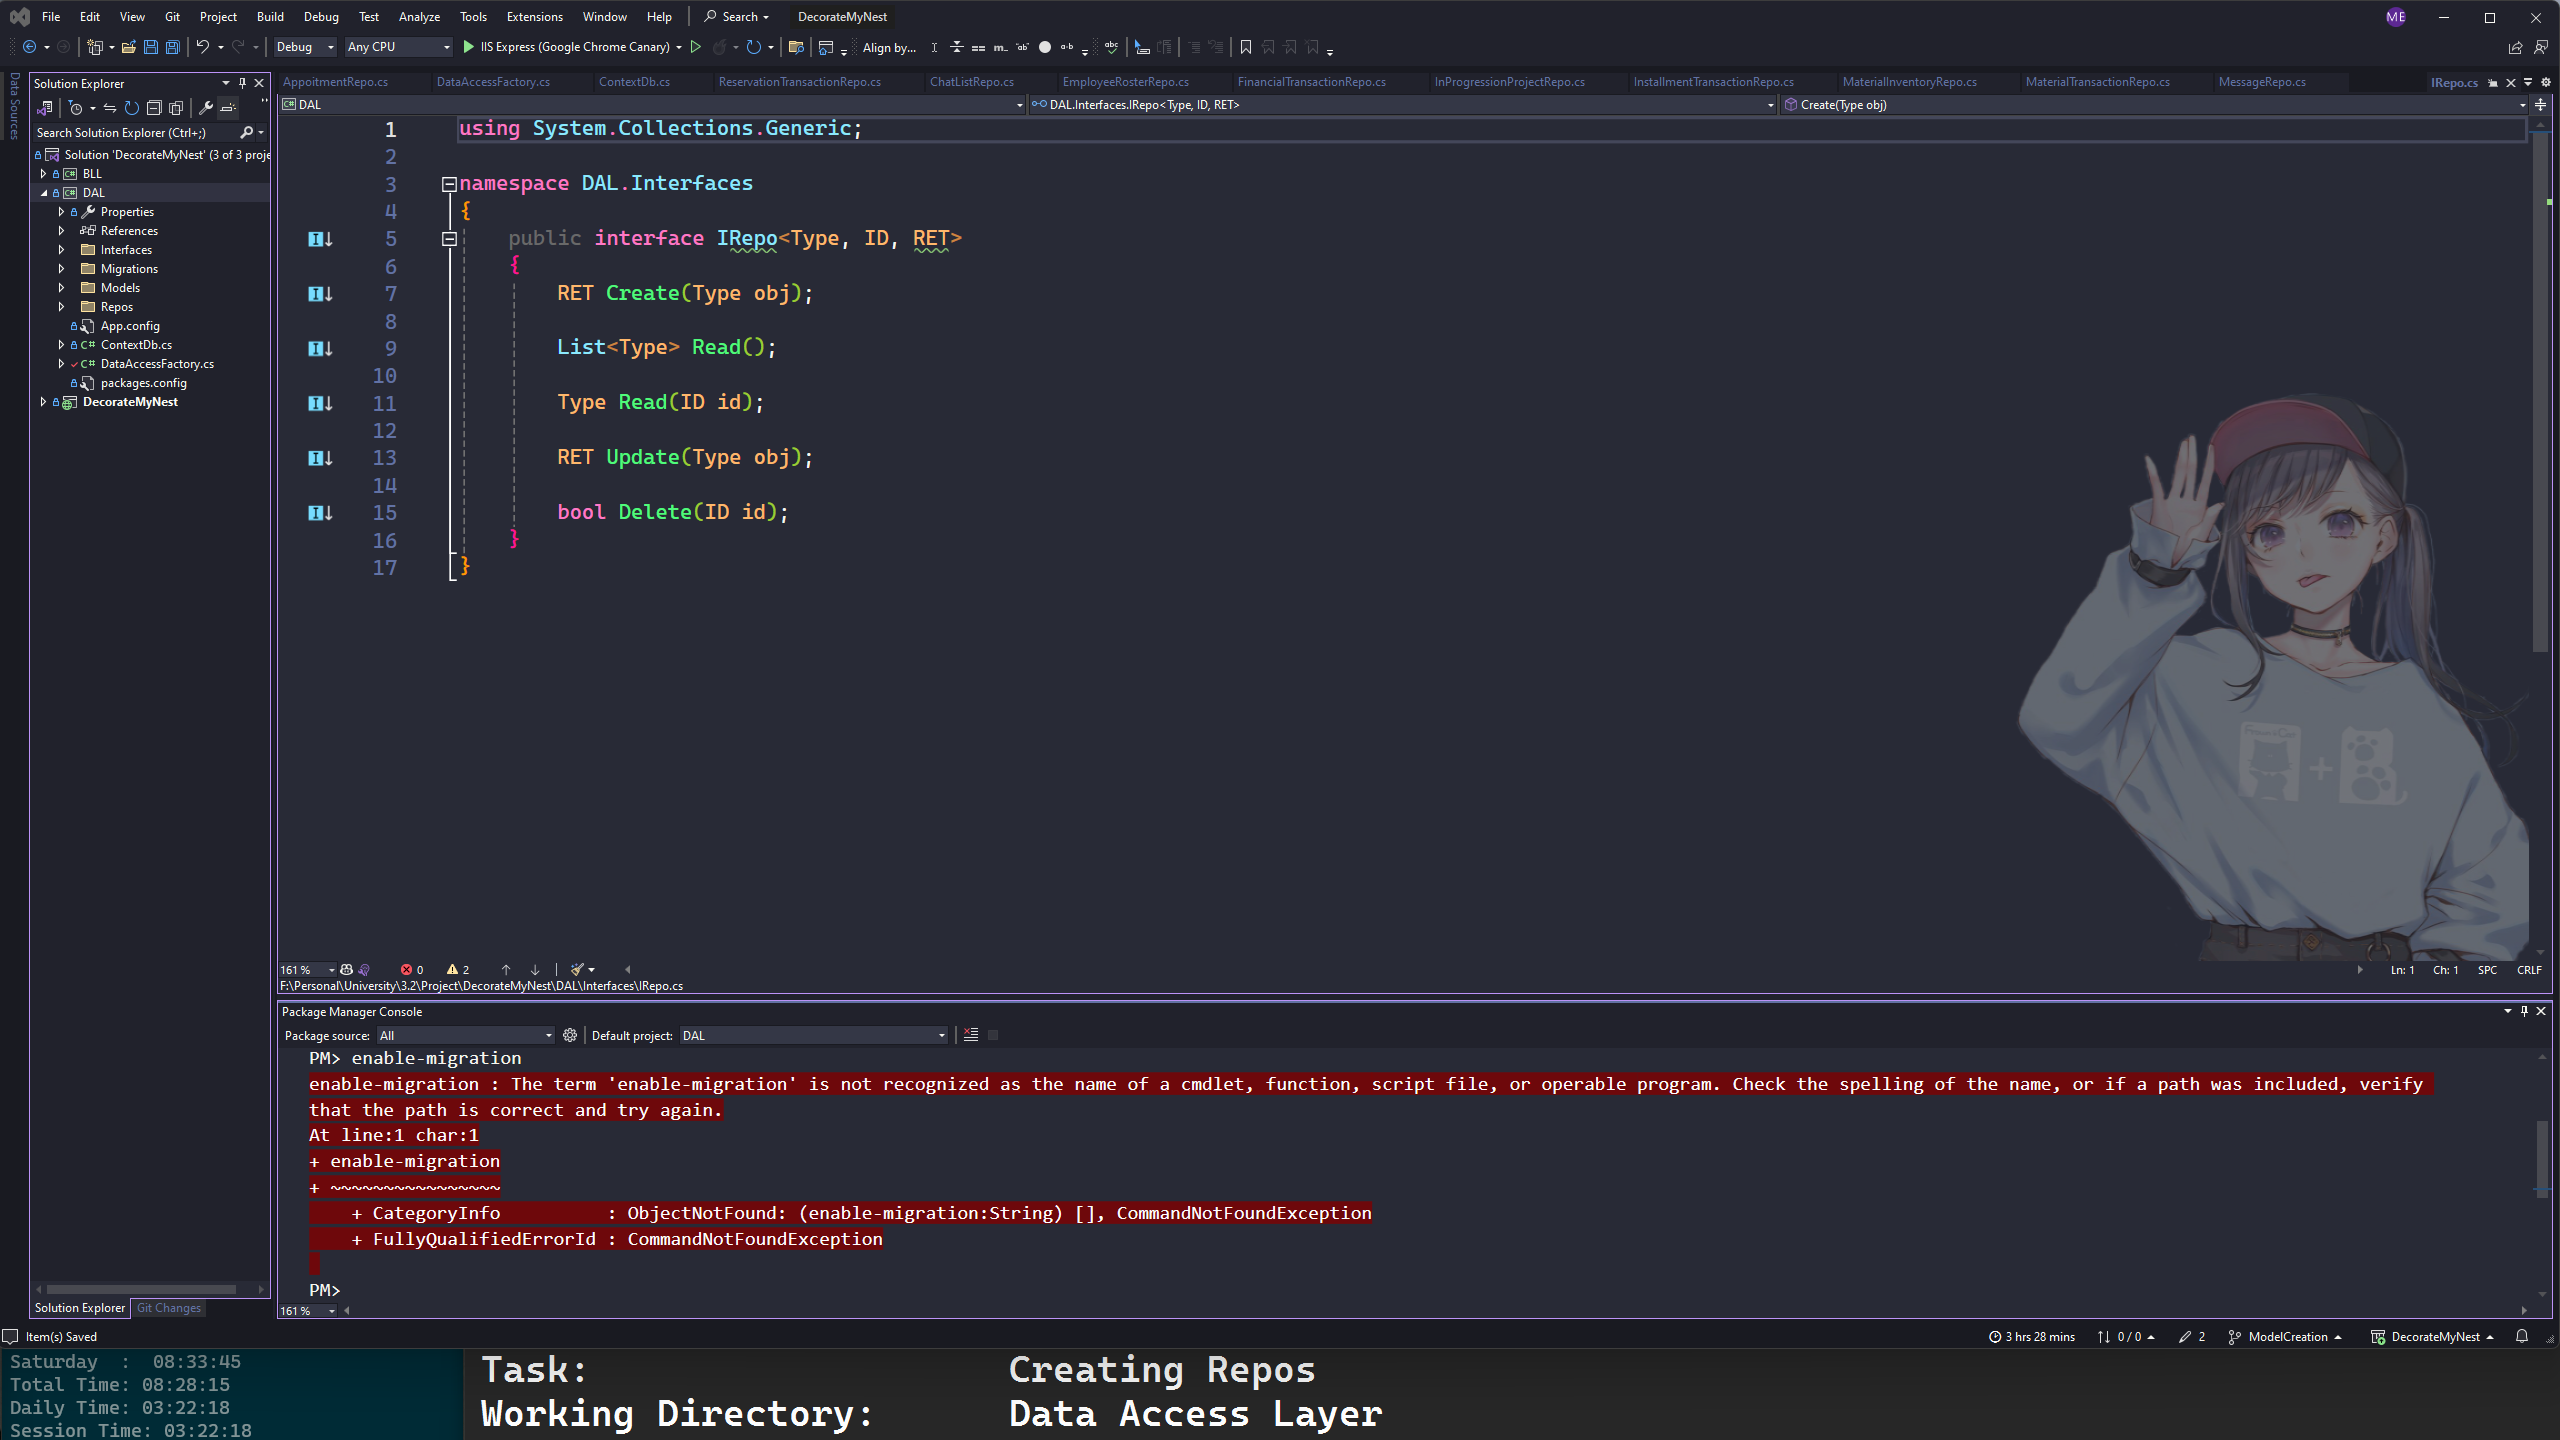 File Edit View Git Project Build Debug Test Analyze Tools Extensions Window Help Search DecorateMyNest ME
Debug Any CPU IIS Express (Google Chrome Canary) Align by...
Data Sources
Solution Explorer
Search Solution Explorer (Ctrl+;)
Solution 'DecorateMyNest' (3 of 3 proje
BLL
DAL
Properties
References
Interfaces
Migrations
Models
Repos
App.config
ContextDb.cs
DataAccessFactory.cs
packages.config
DecorateMyNest
Solution Explorer Git Changes
AppoitmentRepo.cs DataAccessFactory.cs ContextDb.cs ReservationTransactionRepo.cs ChatListRepo.cs EmployeeRosterRepo.cs FinancialTransactionRepo.cs InProgressionProjectRepo.cs InstallmentTransactionRepo.cs MaterialInventoryRepo.cs MaterialTransactionRepo.cs MessageRepo.cs IRepo.cs
DAL DAL.Interfaces.IRepo<Type, ID, RET> Create(Type obj)
1 using System.Collections.Generic;
2
3 namespace DAL.Interfaces
4 {
5 public interface IRepo<Type, ID, RET>
6 {
7 RET Create(Type obj);
8
9 List<Type> Read();
10
11 Type Read(ID id);
12
13 RET Update(Type obj);
14
15 bool Delete(ID id);
16 }
17 }
161 % 0 2 Ln: 1 Ch: 1 SPC CRLF
F:\Personal\University\3.2\Project\DecorateMyNest\DAL\Interfaces\IRepo.cs
Package Manager Console
Package source: All Default project: DAL
PM> enable-migration
enable-migration : The term 'enable-migration' is not recognized as the name of a cmdlet, function, script file, or operable program. Check the spelling of the name, or if a path was included, verify
that the path is correct and try again.
At line:1 char:1
+ enable-migration
+ ~~~~~~~~~~~~~~~~
+ CategoryInfo : ObjectNotFound: (enable-migration:String) [], CommandNotFoundException
+ FullyQualifiedErrorId : CommandNotFoundException
PM>
161 %
Item(s) Saved 3 hrs 28 mins 0 / 0 2 ModelCreation DecorateMyNest
Saturday : 08:33:45
Total Time: 08:28:15
Daily Time: 03:22:18
Session Time: 03:22:18
Task: Creating Repos
Working Directory: Data Access Layer